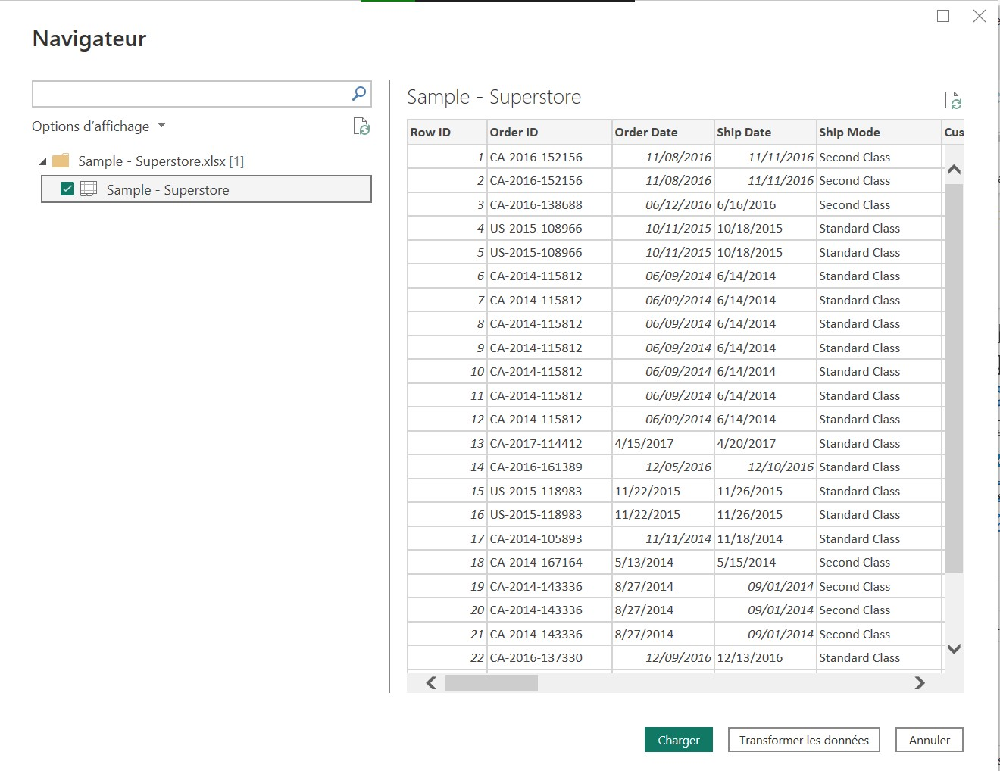 Navigateur
Options d’affichage
Sample - Superstore.xlsx [1]
Sample - Superstore
Sample - Superstore
Row ID Order ID Order Date Ship Date Ship Mode Cus
1 CA-2016-152156 11/08/2016 11/11/2016 Second Class
2 CA-2016-152156 11/08/2016 11/11/2016 Second Class
3 CA-2016-138688 06/12/2016 6/16/2016 Second Class
4 US-2015-108966 10/11/2015 10/18/2015 Standard Class
5 US-2015-108966 10/11/2015 10/18/2015 Standard Class
6 CA-2014-115812 06/09/2014 6/14/2014 Standard Class
7 CA-2014-115812 06/09/2014 6/14/2014 Standard Class
8 CA-2014-115812 06/09/2014 6/14/2014 Standard Class
9 CA-2014-115812 06/09/2014 6/14/2014 Standard Class
10 CA-2014-115812 06/09/2014 6/14/2014 Standard Class
11 CA-2014-115812 06/09/2014 6/14/2014 Standard Class
12 CA-2014-115812 06/09/2014 6/14/2014 Standard Class
13 CA-2017-114412 4/15/2017 4/20/2017 Standard Class
14 CA-2016-161389 12/05/2016 12/10/2016 Standard Class
15 US-2015-118983 11/22/2015 11/26/2015 Standard Class
16 US-2015-118983 11/22/2015 11/26/2015 Standard Class
17 CA-2014-105893 11/11/2014 11/18/2014 Standard Class
18 CA-2014-167164 5/13/2014 5/15/2014 Second Class
19 CA-2014-143336 8/27/2014 09/01/2014 Second Class
20 CA-2014-143336 8/27/2014 09/01/2014 Second Class
21 CA-2014-143336 8/27/2014 09/01/2014 Second Class
22 CA-2016-137330 12/09/2016 12/13/2016 Standard Class
Charger Transformer les données Annuler